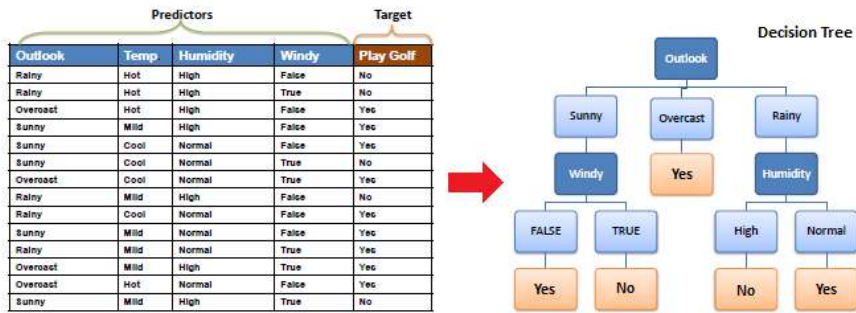 Predictors Target
Outlook Temp Humidity Windy Play Golf
Rainy Hot High False No
Rainy Hot High True No
Overoast Hot High False Yes
Sunny Mild High False Yes
Sunny Cool Normal False Yes
Sunny Cool Normal True No
Overoast Cool Normal True Yes
Rainy Mild High False No
Rainy Cool Normal False Yes
Sunny Mild Normal False Yes
Rainy Mild Normal True Yes
Overoast Mild High True Yes
Overoast Hot Normal False Yes
Sunny Mild High True No
Decision Tree
Outlook
Sunny Overcast Rainy
Windy Yes Humidity
FALSE TRUE High Normal
Yes No No Yes